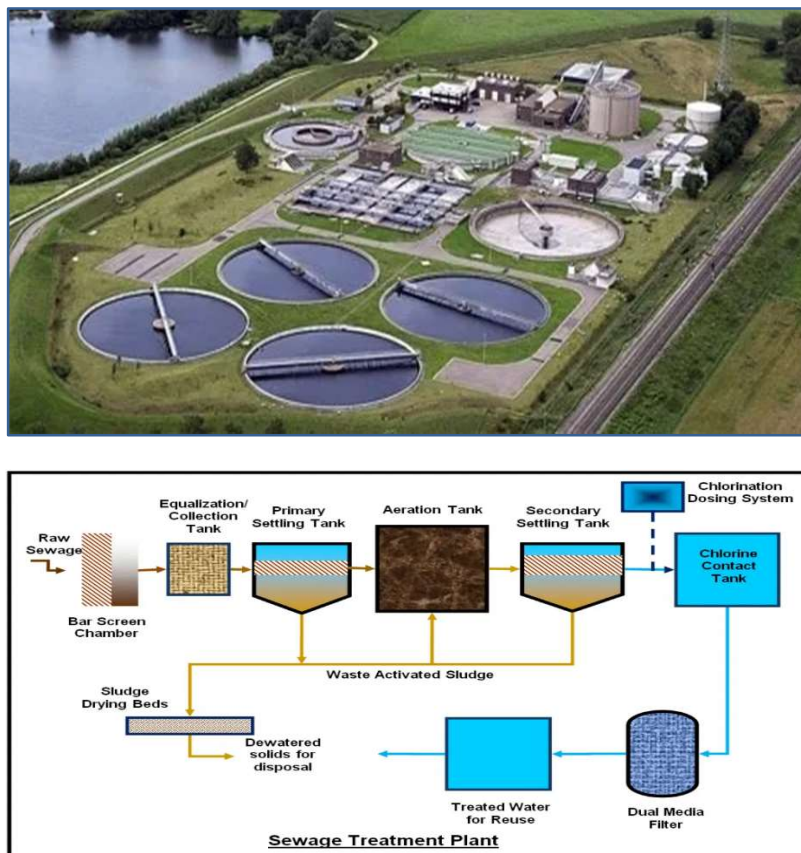 Raw
Sewage
Bar Screen
Chamber
Equalization/
Collection
Tank
Primary
Settling Tank
Aeration Tank
Secondary
Settling Tank
Chlorination
Dosing System
Chlorine
Contact
Tank
Waste Activated Sludge
Sludge
Drying Beds
Dewatered
solids for
disposal
Treated Water
for Reuse
Dual Media
Filter
Sewage Treatment Plant